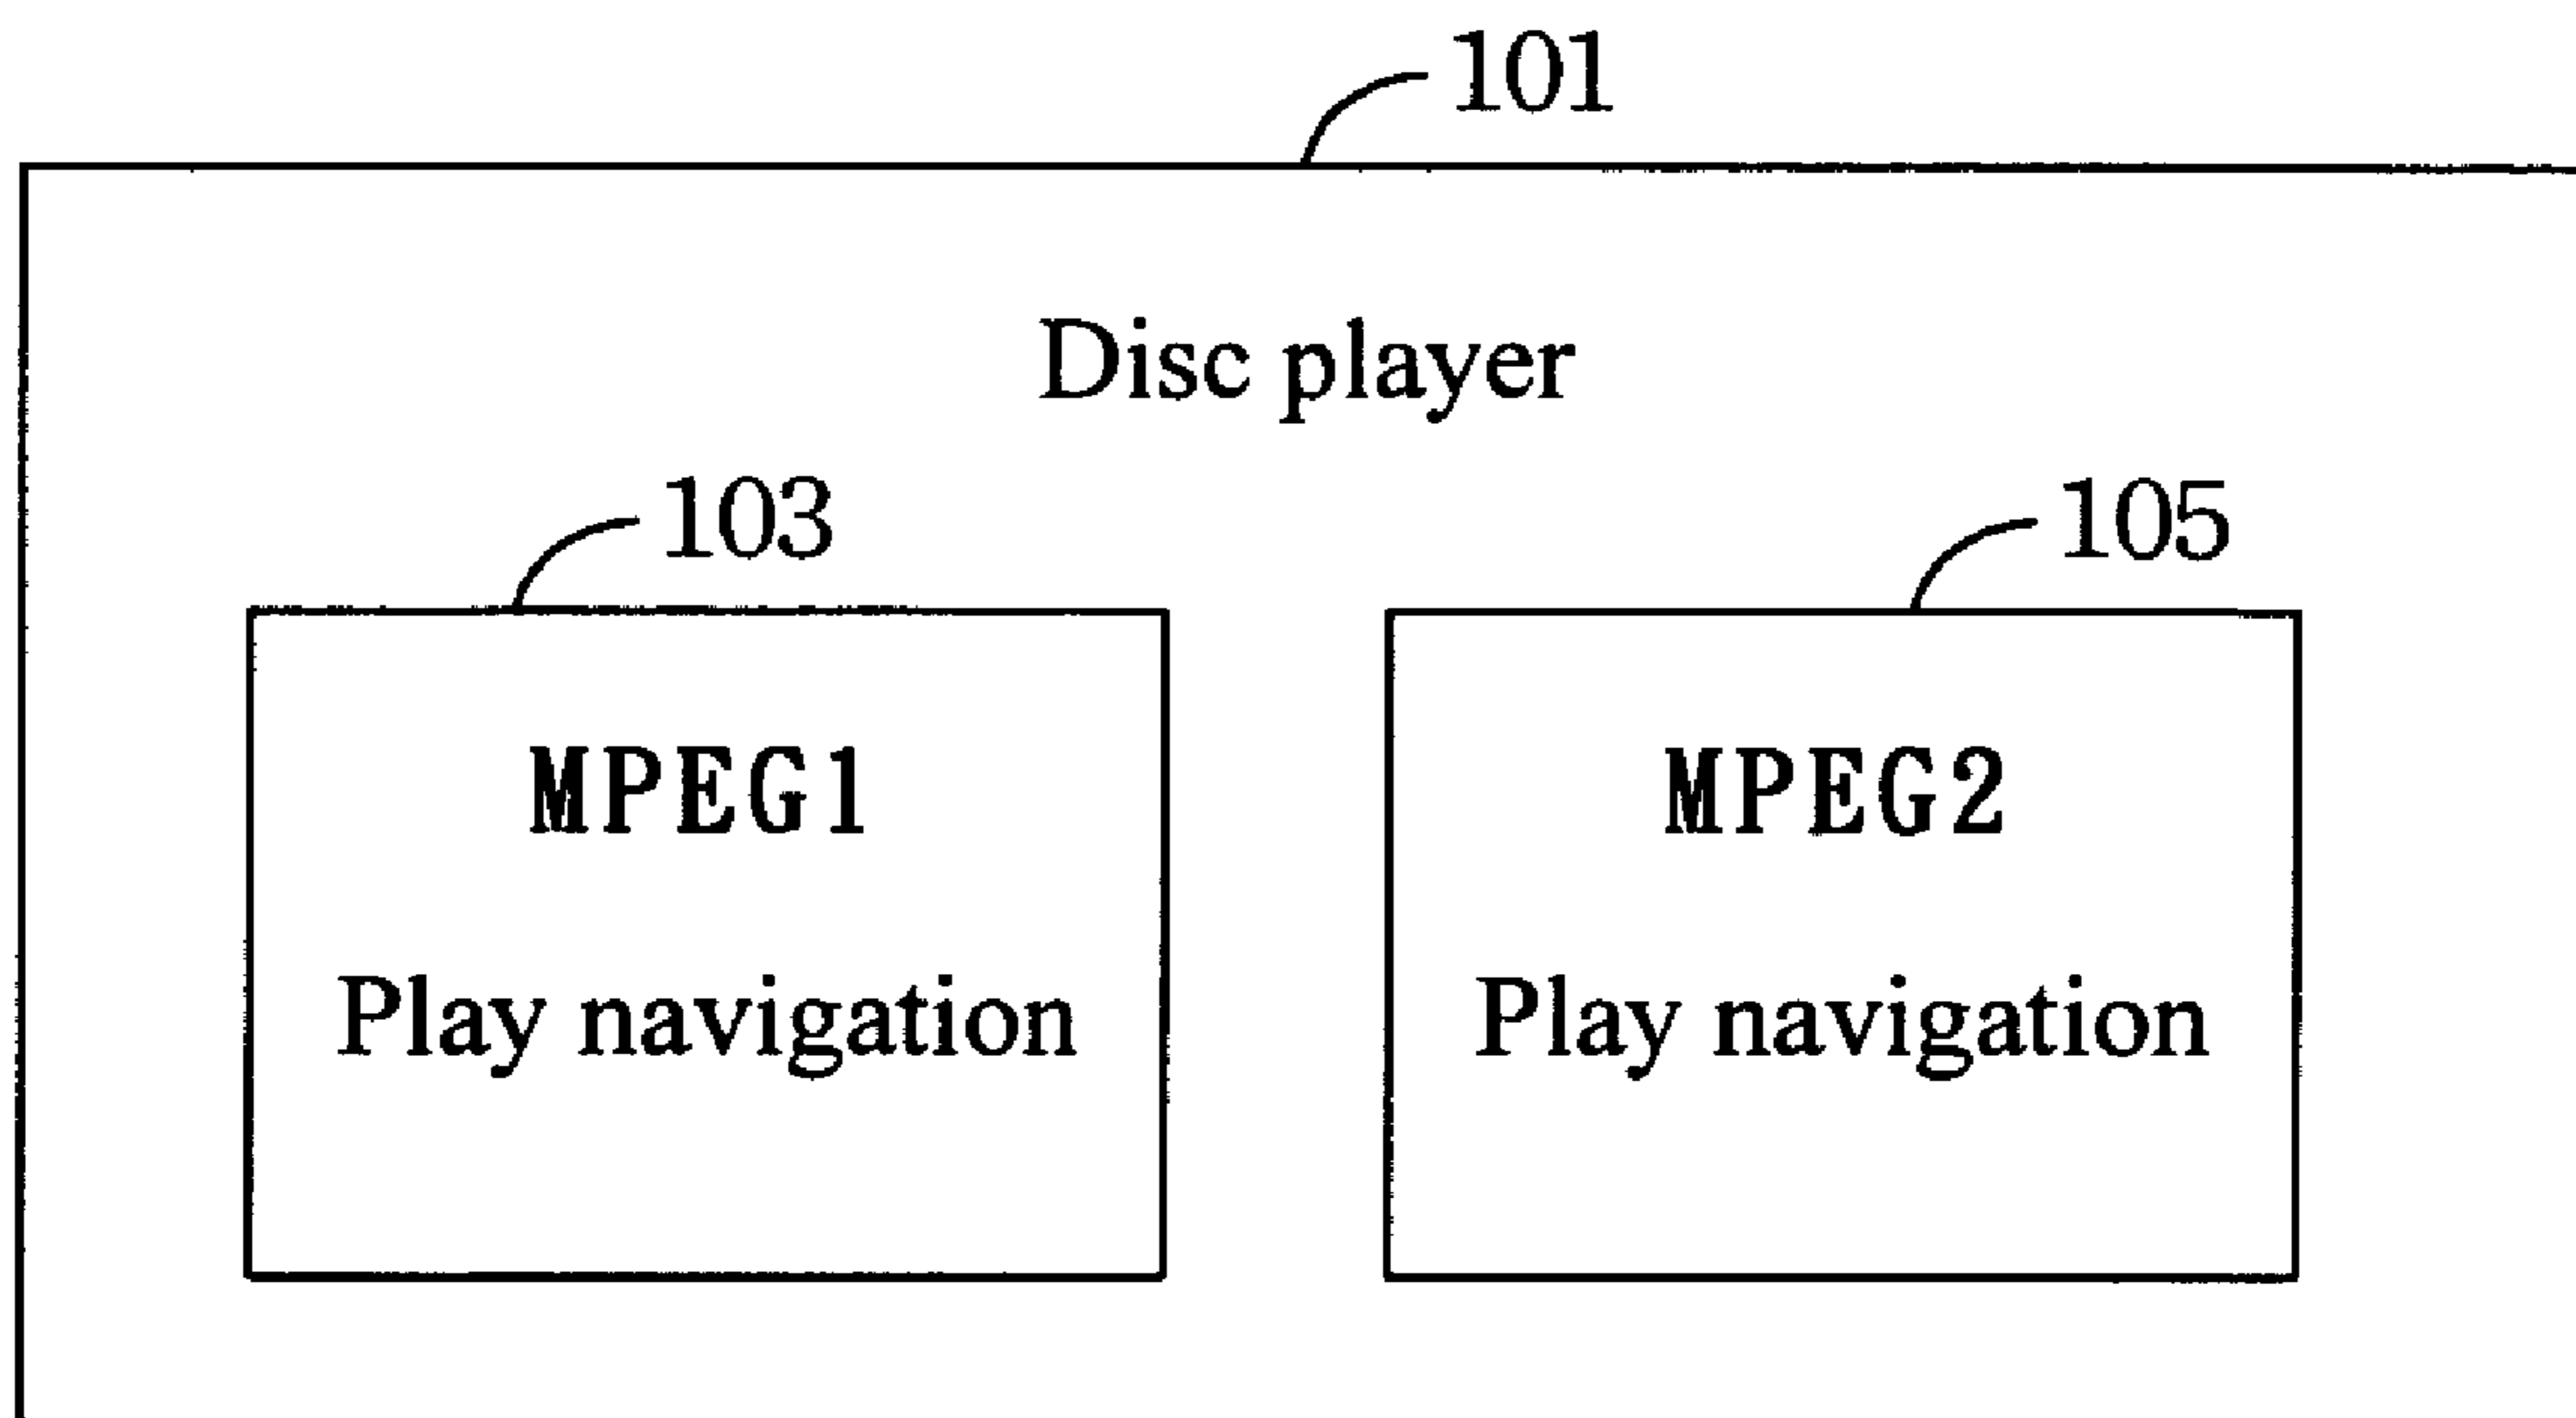 101
Disc player
103
105
MPEG1
Play navigation
MPEG2
Play navigation